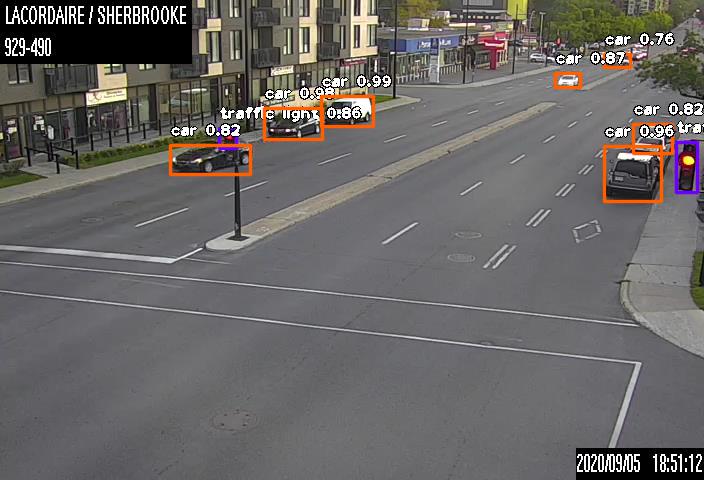 LACORDAIRE / SHERBROOKE
929-490
car 0.76
car 0.87
car 0.99
car 0.98
traffic light 0.86
car 0.82
car 0.82
car 0.96
traf
2020/09/05 18:51:12